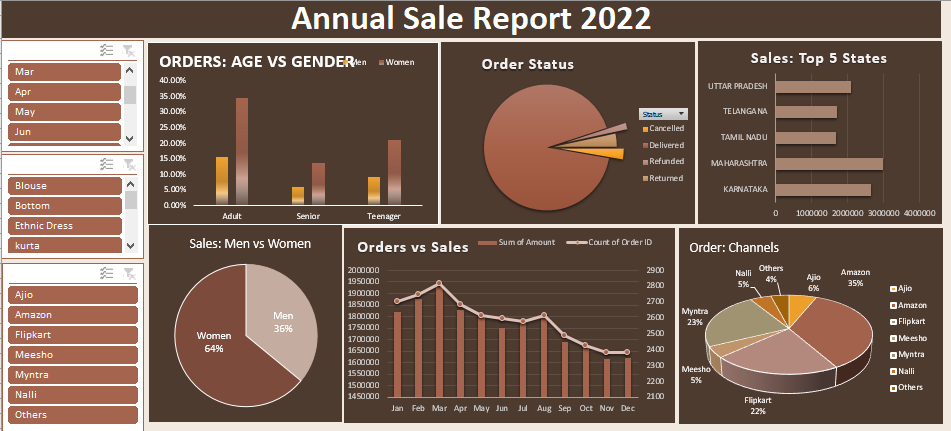 Annual Sale Report 2022
Mar
Apr
May
Jun
Blouse
Bottom
Ethnic Dress
kurta
Ajio
Amazon
Flipkart
Meesho
Myntra
Nalli
Others
ORDERS: AGE VS GENDER
Men
Women
40.00%
35.00%
30.00%
25.00%
20.00%
15.00%
10.00%
5.00%
0.00%
Adult
Senior
Teenager
Order Status
Status
Cancelled
Delivered
Refunded
Returned
Sales: Top 5 States
UTTAR PRADESH
TELANGANA
TAMIL NADU
MAHARASHTRA
KARNATAKA
0 1000000 2000000 3000000 4000000
Sales: Men vs Women
Men
36%
Women
64%
Orders vs Sales
Sum of Amount
Count of Order ID
2000000
1950000
1900000
1850000
1800000
1750000
1700000
1650000
1600000
1550000
1500000
1450000
2900
2800
2700
2600
2500
2400
2300
2200
2100
Jan Feb Mar Apr May Jun Jul Aug Sep Oct Nov Dec
Order: Channels
Ajio
6%
Amazon
35%
Flipkart
22%
Meesho
5%
Myntra
23%
Nalli
5%
Others
4%
Ajio
Amazon
Flipkart
Meesho
Myntra
Nalli
Others